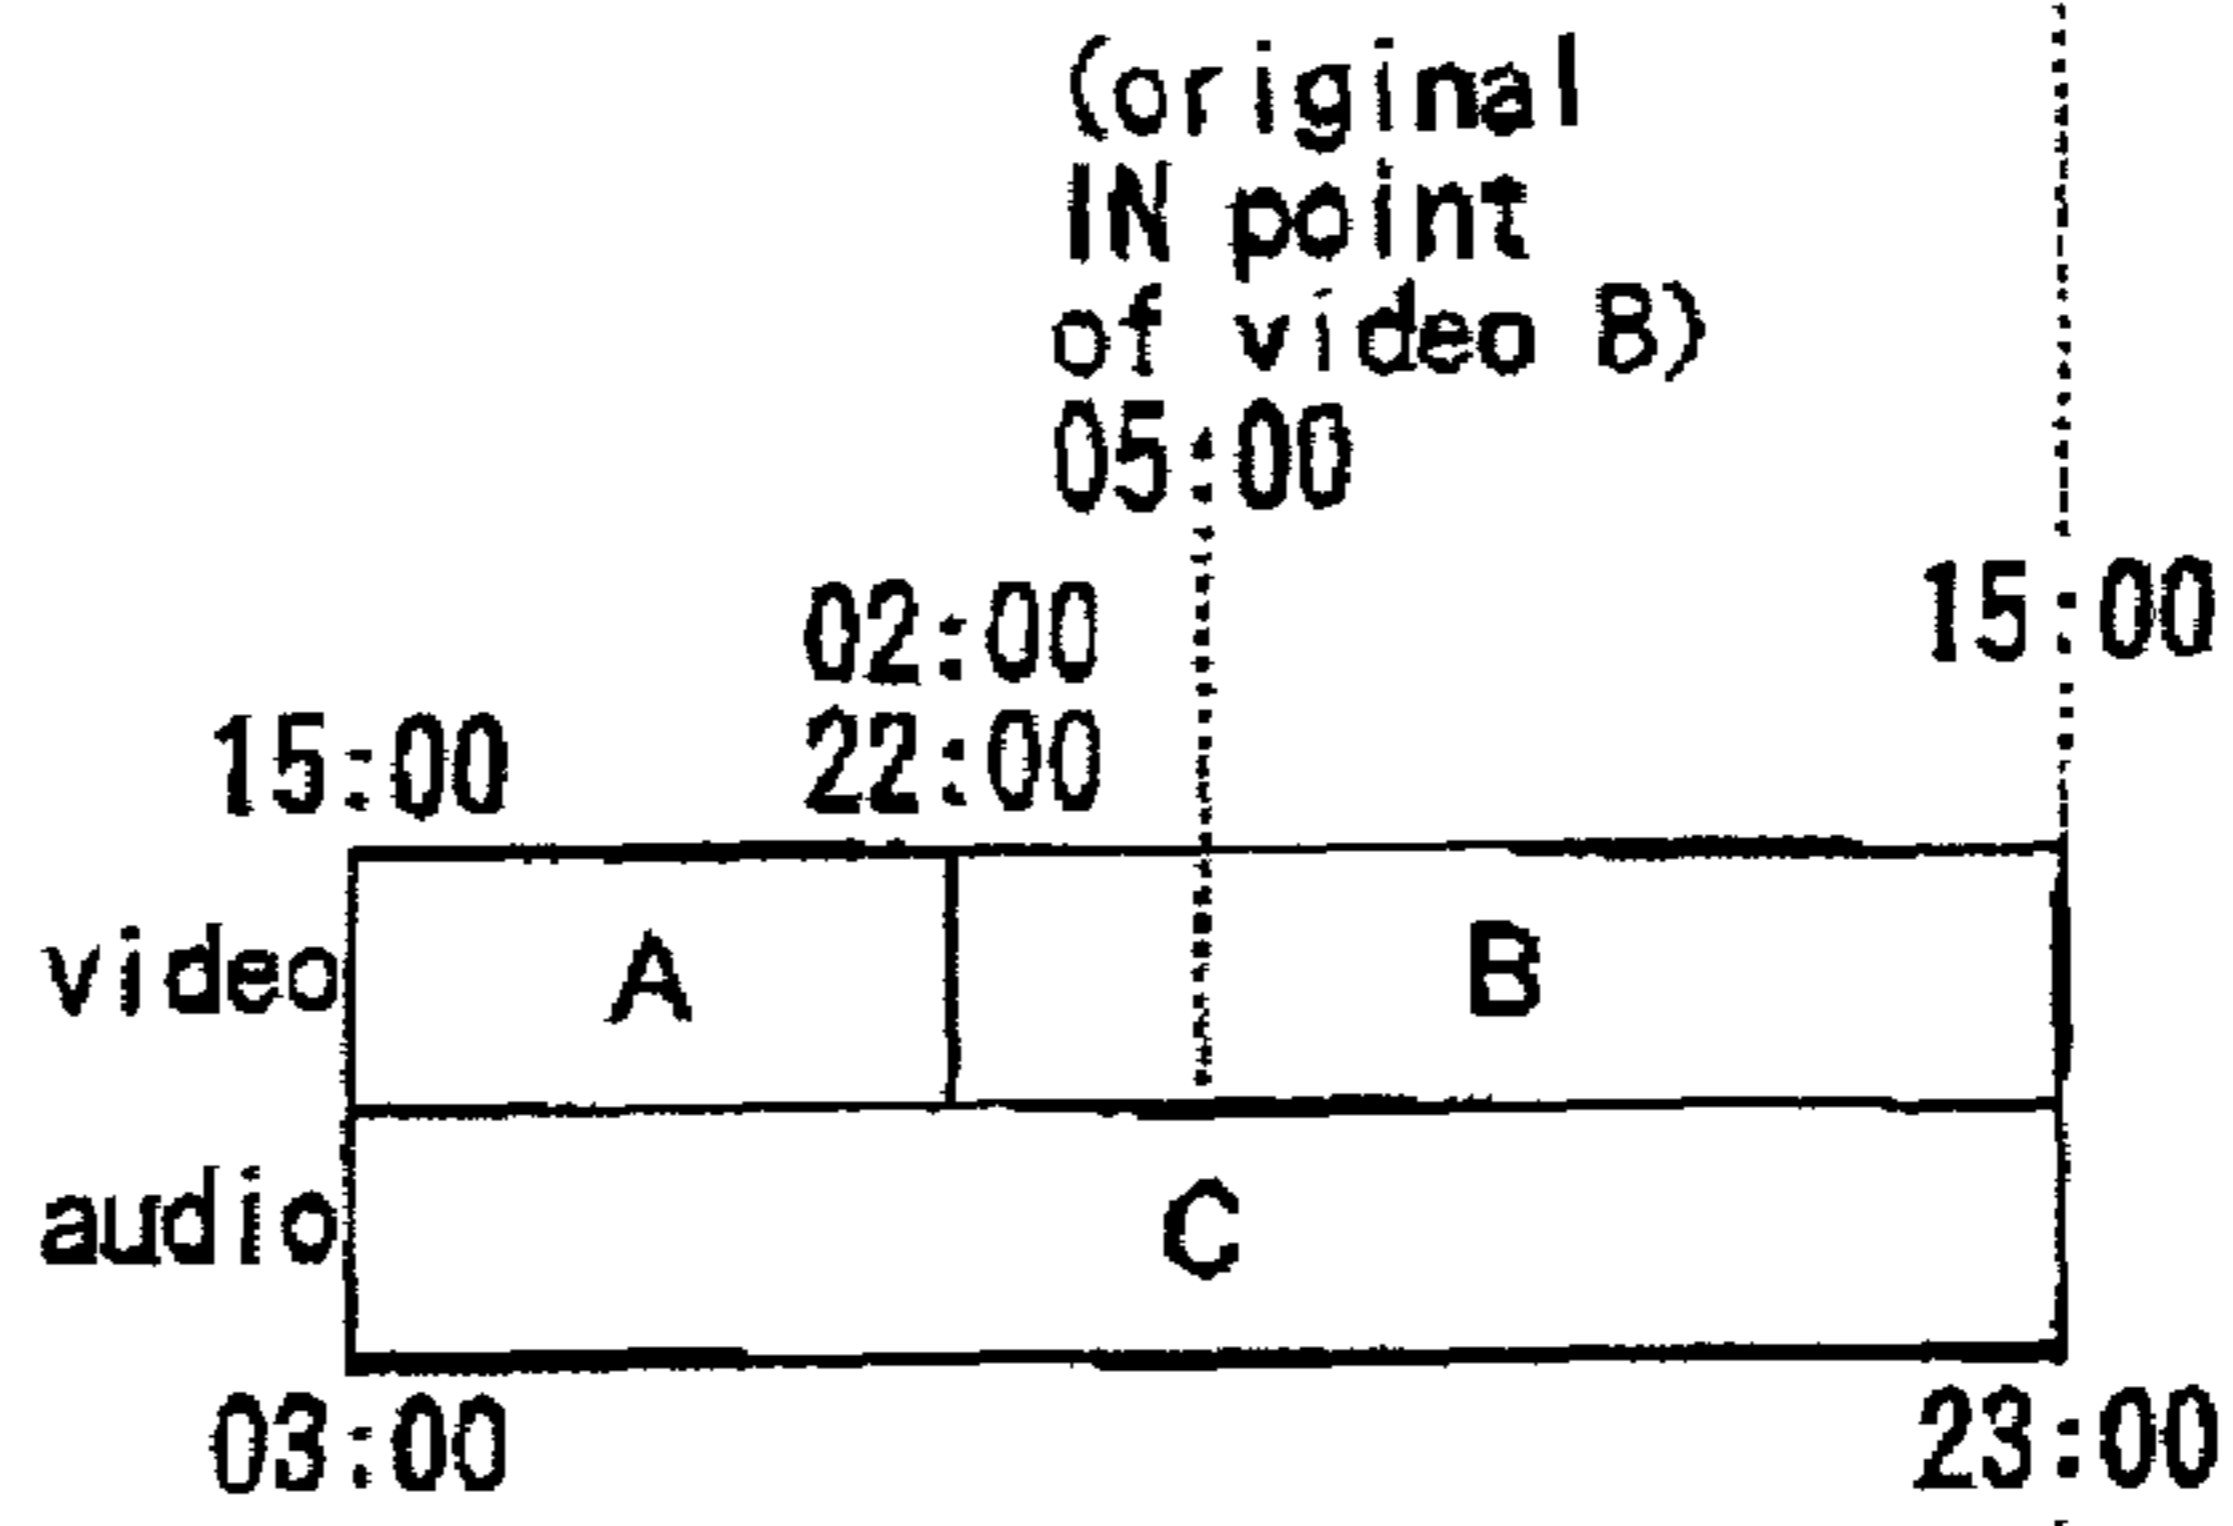 (original
IN point
of video B)
05:00
02:00
15:00
15:00
22:00
video
A
B
audio
C
03:00
23:00